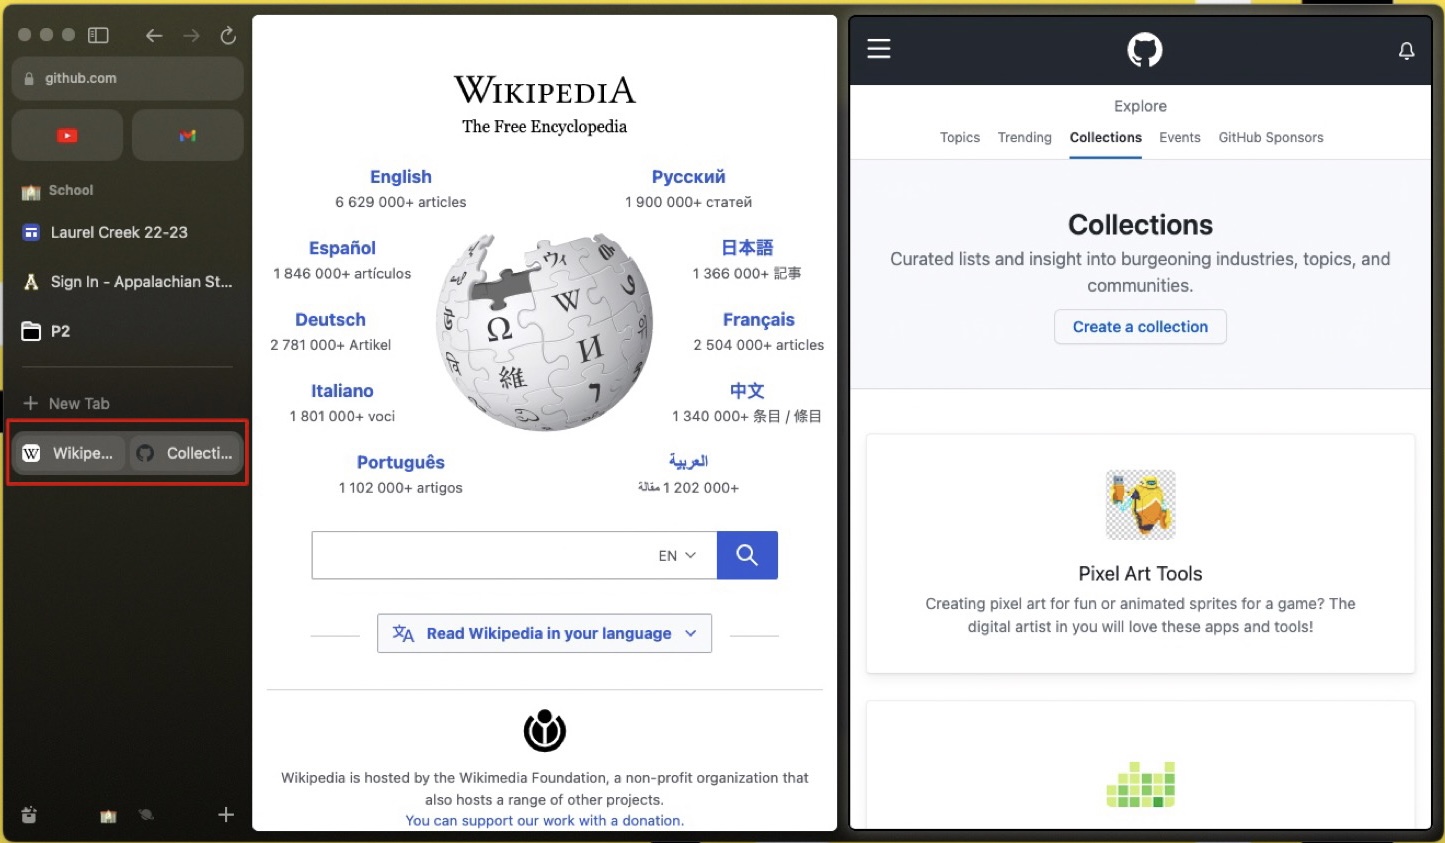 github.com
School
Laurel Creek 22-23
Sign In - Appalachian St...
P2
New Tab
Wikipe...
Collecti...
WIKIPEDIA
The Free Encyclopedia
English
6 629 000+ articles
Русский
1 900 000+ статей
Español
1 846 000+ artículos
日本語
1 366 000+ 記事
Deutsch
2 781 000+ Artikel
Français
2 504 000+ articles
Italiano
1 801 000+ voci
中文
1 340 000+ 条目 / 條目
Português
1 102 000+ artigos
العربية
1 202 000+ مقالة
EN
Read Wikipedia in your language
Wikipedia is hosted by the Wikimedia Foundation, a non-profit organization that
also hosts a range of other projects.
You can support our work with a donation.
Explore
Topics Trending Collections Events GitHub Sponsors
Collections
Curated lists and insight into burgeoning industries, topics, and
communities.
Create a collection
Pixel Art Tools
Creating pixel art for fun or animated sprites for a game? The
digital artist in you will love these apps and tools!